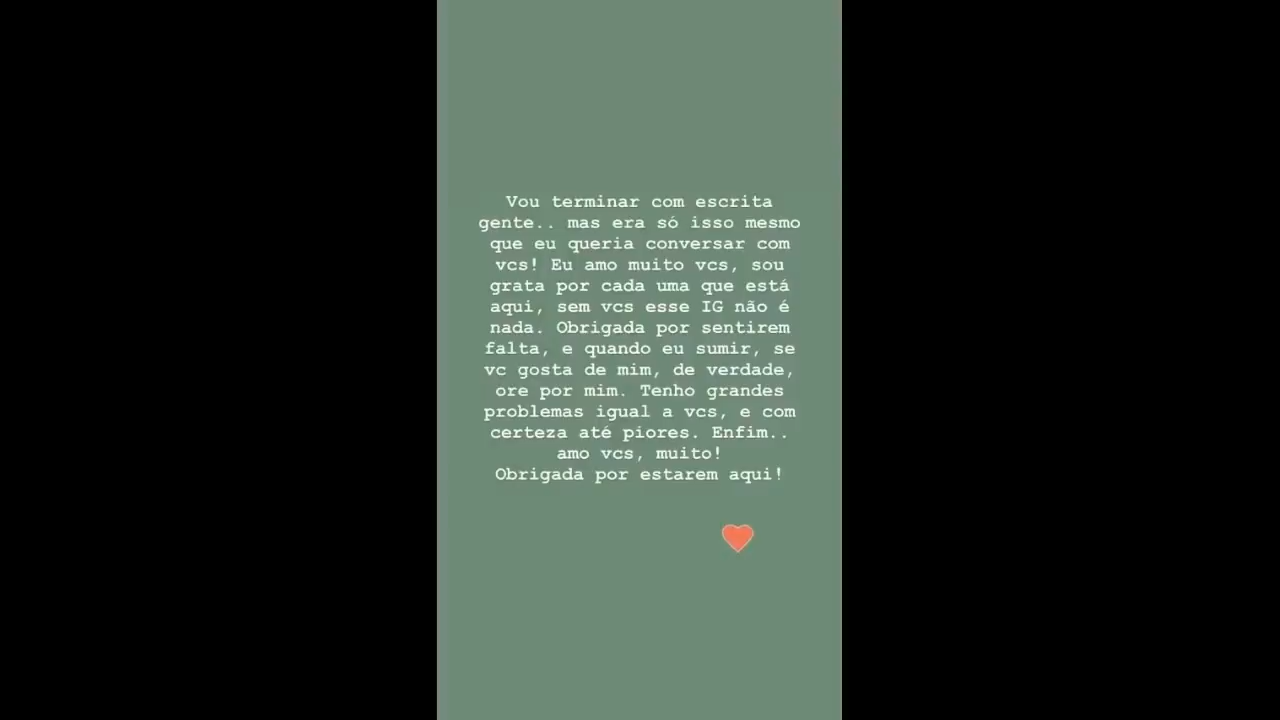 Vou terminar com escrita
gente.. mas era só isso mesmo
que eu queria conversar com
vcs! Eu amo muito vcs, sou
grata por cada uma que está
aqui, sem vcs esse IG não é
nada. Obrigada por sentirem
falta, e quando eu sumir, se
vc gosta de mim, de verdade,
ore por mim. Tenho grandes
problemas igual a vcs, e com
certeza até piores. Enfim..
amo vcs, muito!
Obrigada por estarem aqui!